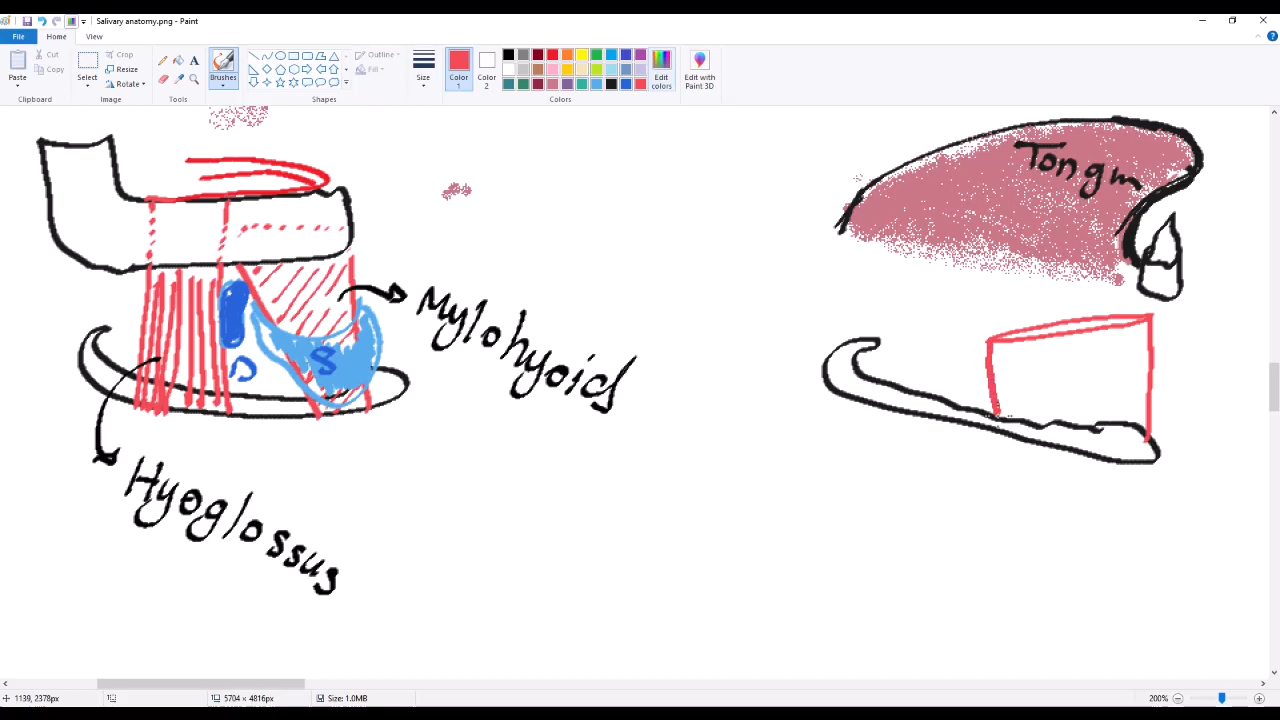 Salivary anatomy.png - Paint
File
Home
View
Paste
Cut
Copy
Clipboard
Select
Crop
Resize
Rotate
Image
Tools
Brushes
Shapes
Outline
Fill
Size
Color
1
Color
2
Edit
colors
Edit with
Paint 3D
Colors
Tongu
Mylohyoid
S
D
Hyoglossus
1139, 2378px
5704 × 4816px
Size: 1.0MB
200%